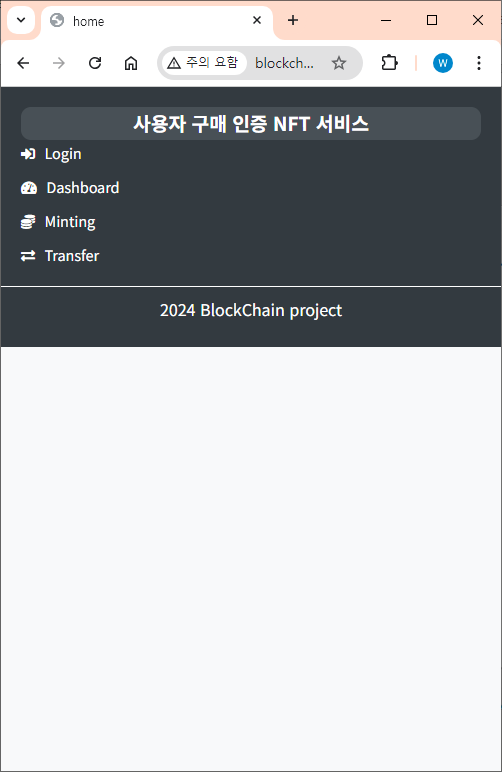 home
주의 요함
blockch...
W
사용자 구매 인증 NFT 서비스
Login
Dashboard
Minting
Transfer
2024 BlockChain project